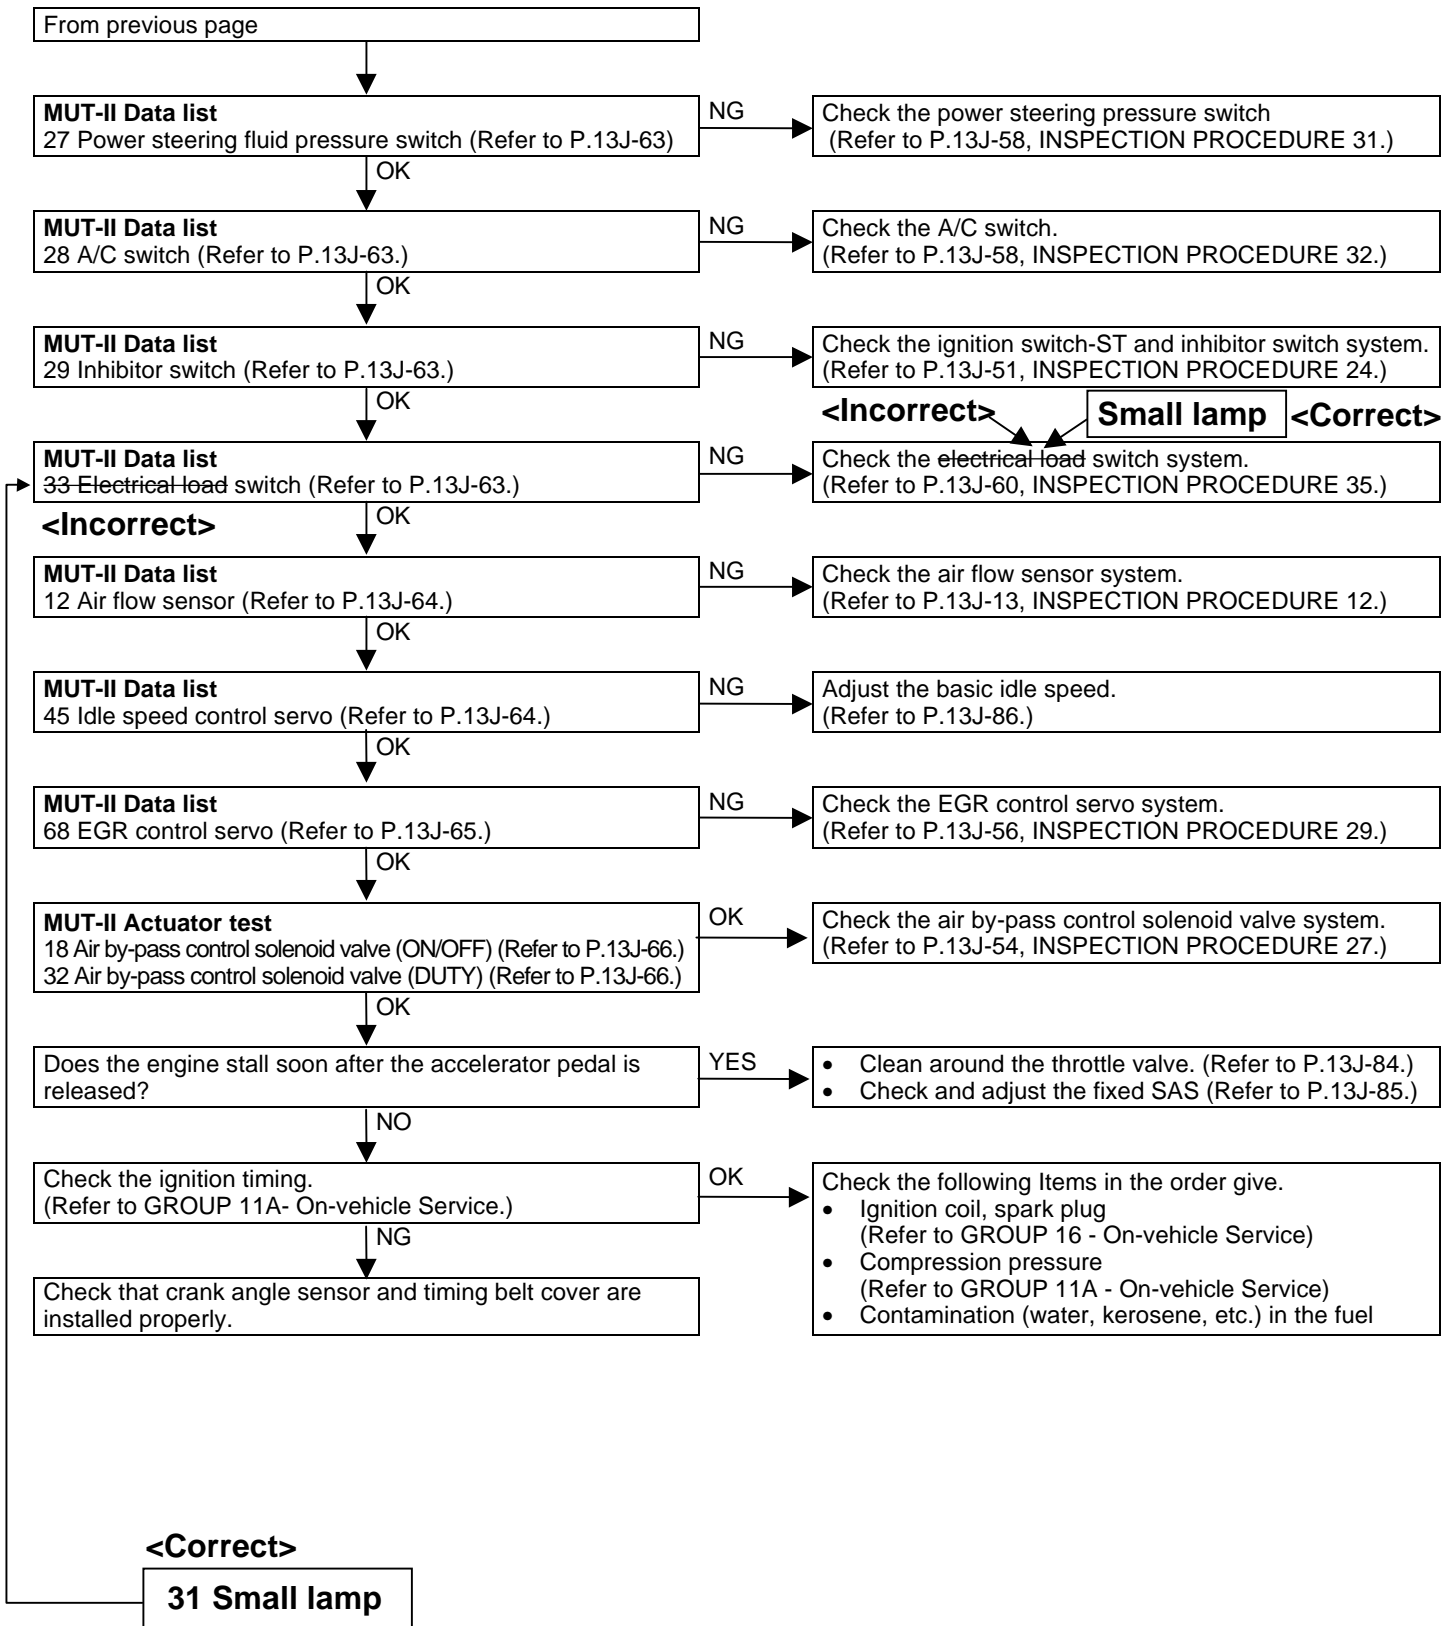 From previous page
MUT-II Data list
27 Power steering fluid pressure switch (Refer to P.13J-63)
NG
Check the power steering pressure switch
(Refer to P.13J-58, INSPECTION PROCEDURE 31.)
OK
MUT-II Data list
28 A/C switch (Refer to P.13J-63.)
NG
Check the A/C switch.
(Refer to P.13J-58, INSPECTION PROCEDURE 32.)
OK
MUT-II Data list
29 Inhibitor switch (Refer to P.13J-63.)
NG
Check the ignition switch-ST and inhibitor switch system.
(Refer to P.13J-51, INSPECTION PROCEDURE 24.)
OK
<Incorrect>
Small lamp
<Correct>
MUT-II Data list
33 Electrical load switch (Refer to P.13J-63.)
NG
Check the electrical load switch system.
(Refer to P.13J-60, INSPECTION PROCEDURE 35.)
<Incorrect>
OK
MUT-II Data list
12 Air flow sensor (Refer to P.13J-64.)
NG
Check the air flow sensor system.
(Refer to P.13J-13, INSPECTION PROCEDURE 12.)
OK
MUT-II Data list
45 Idle speed control servo (Refer to P.13J-64.)
NG
Adjust the basic idle speed.
(Refer to P.13J-86.)
OK
MUT-II Data list
68 EGR control servo (Refer to P.13J-65.)
NG
Check the EGR control servo system.
(Refer to P.13J-56, INSPECTION PROCEDURE 29.)
OK
MUT-II Actuator test
18 Air by-pass control solenoid valve (ON/OFF) (Refer to P.13J-66.)
32 Air by-pass control solenoid valve (DUTY) (Refer to P.13J-66.)
OK
Check the air by-pass control solenoid valve system.
(Refer to P.13J-54, INSPECTION PROCEDURE 27.)
OK
Does the engine stall soon after the accelerator pedal is
released?
YES
• Clean around the throttle valve. (Refer to P.13J-84.)
• Check and adjust the fixed SAS (Refer to P.13J-85.)
NO
Check the ignition timing.
(Refer to GROUP 11A- On-vehicle Service.)
OK
Check the following Items in the order give.
• Ignition coil, spark plug
(Refer to GROUP 16 - On-vehicle Service)
• Compression pressure
(Refer to GROUP 11A - On-vehicle Service)
• Contamination (water, kerosene, etc.) in the fuel
NG
Check that crank angle sensor and timing belt cover are
installed properly.
<Correct>
31 Small lamp